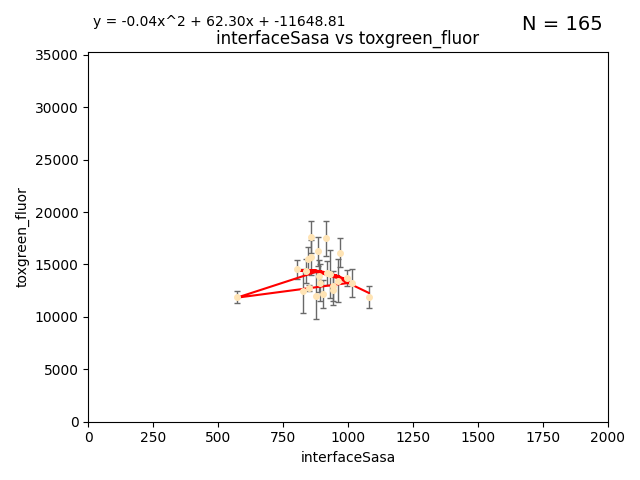 y = -0.04x^2 + 62.30x + -11648.81
N = 165
interfaceSasa vs toxgreen_fluor
35000
30000
25000
20000
15000
10000
5000
0
toxgreen_fluor
0 250 500 750 1000 1250 1500 1750 2000
interfaceSasa